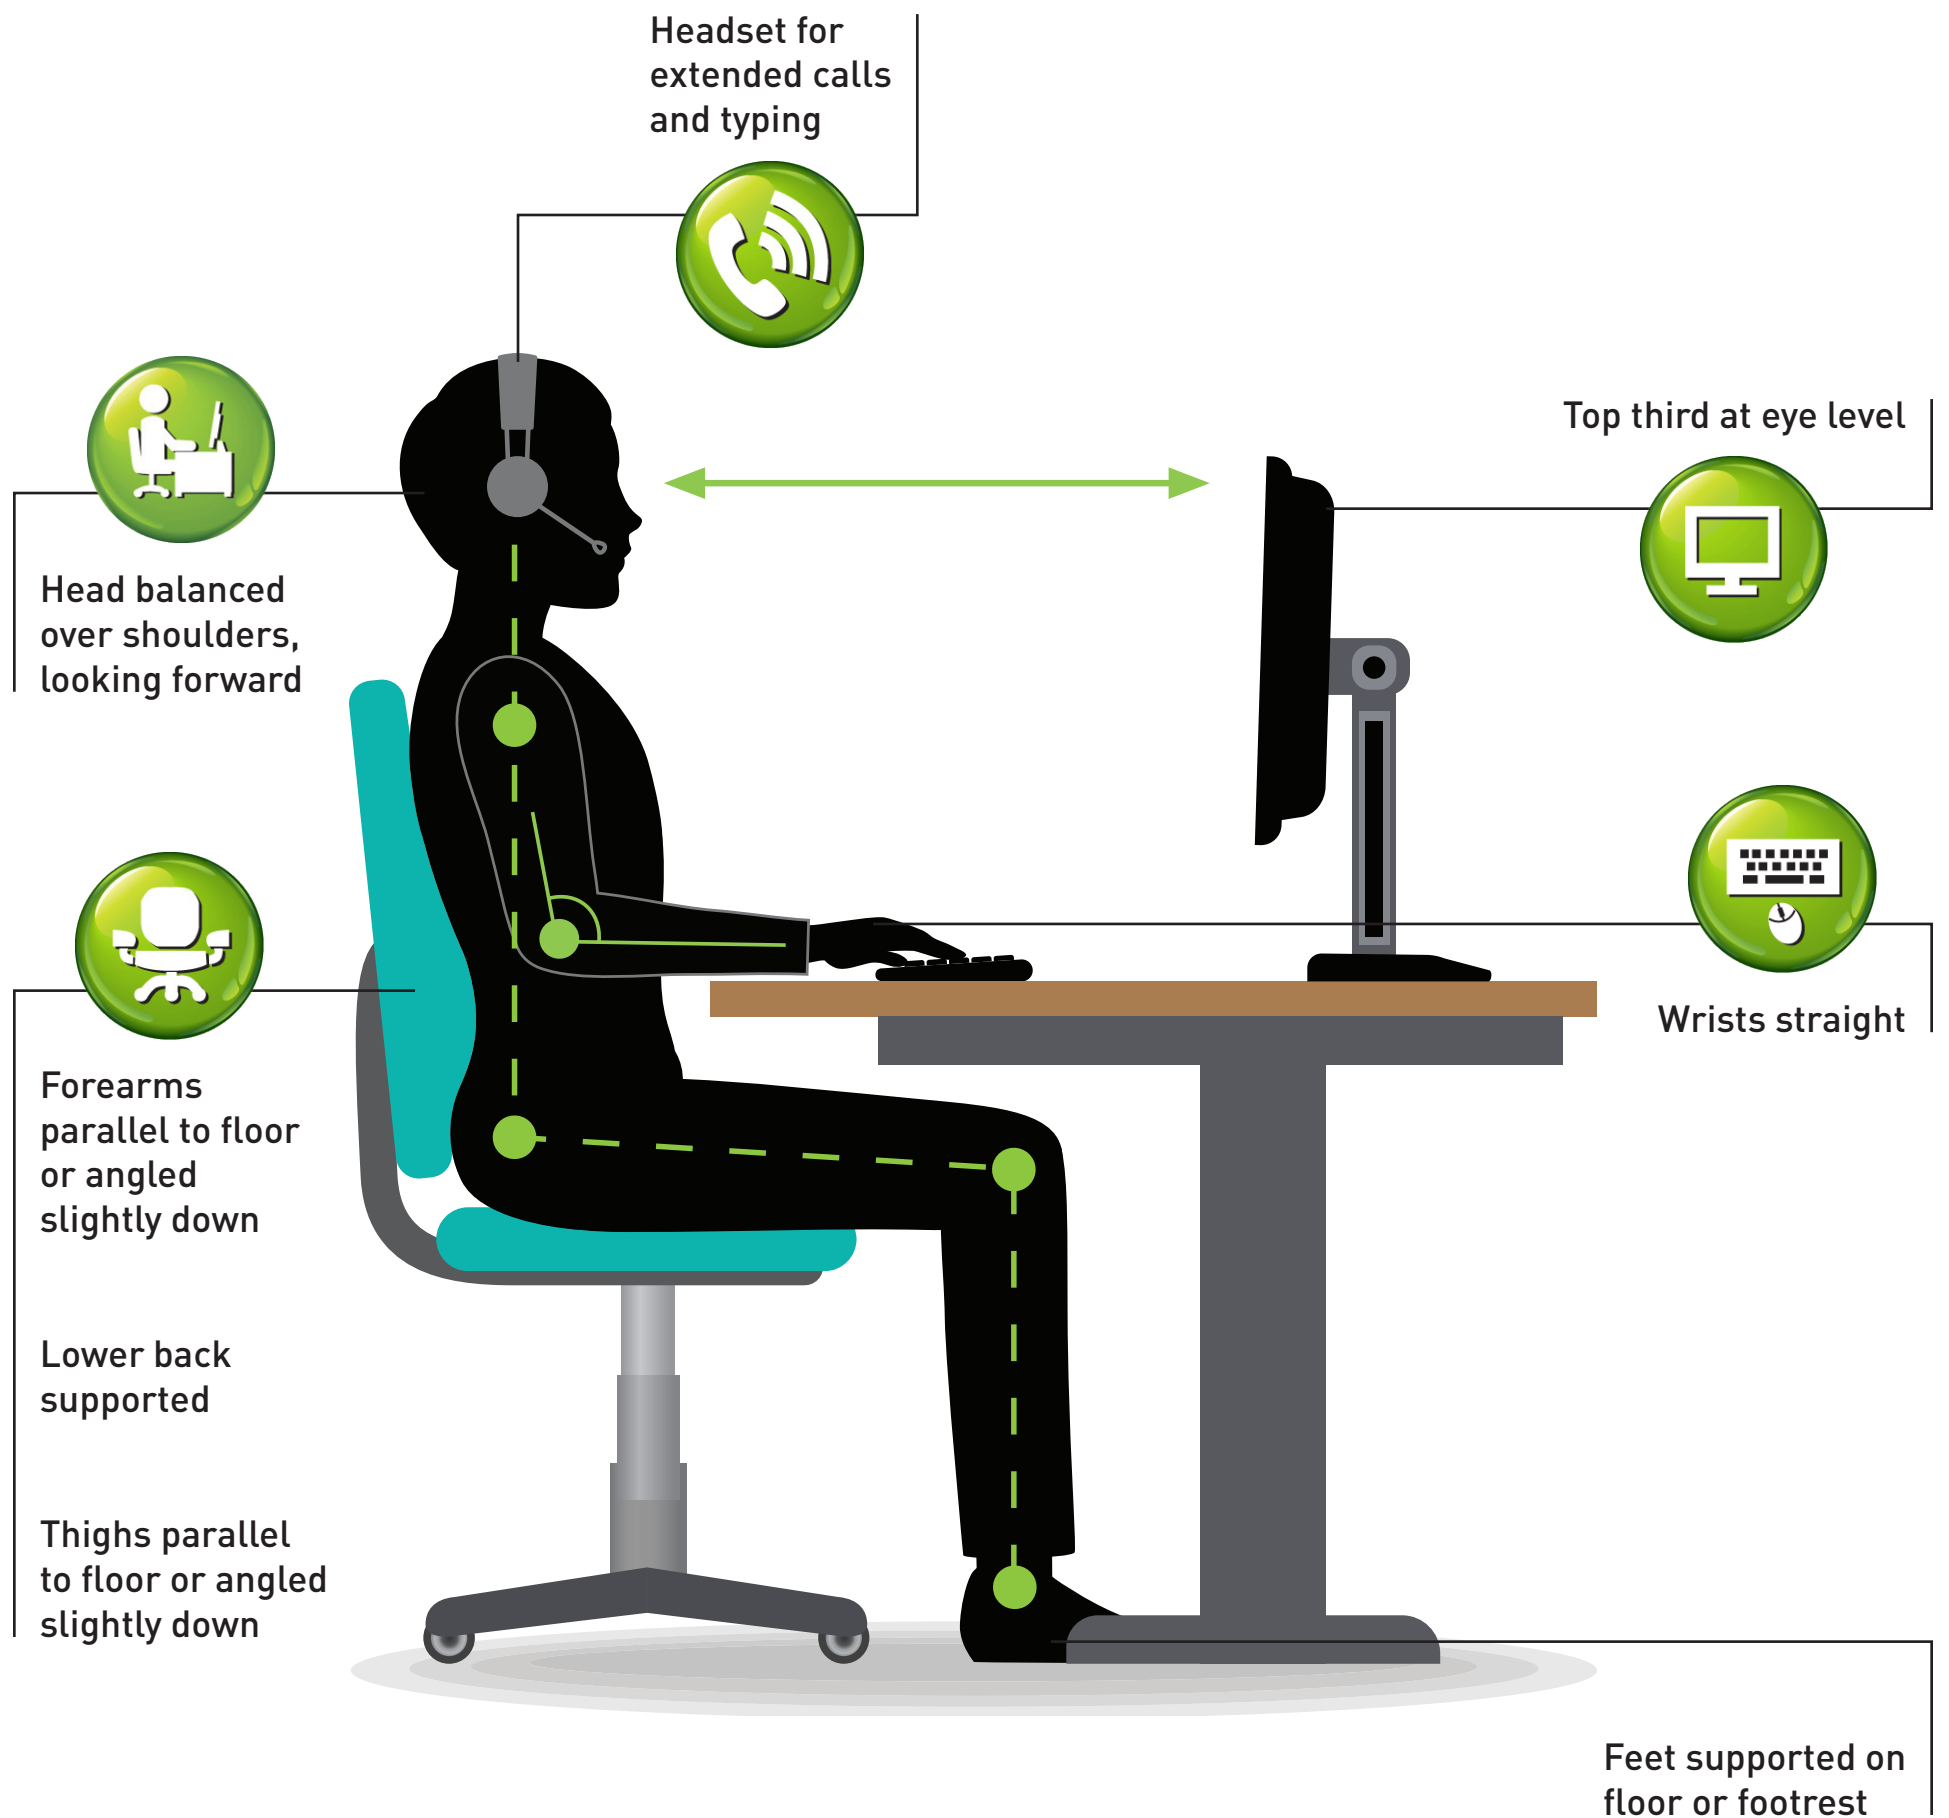 Headset for
extended calls
and typing
Top third at eye level
Head balanced
over shoulders,
looking forward
Wrists straight
Forearms
parallel to floor
or angled
slightly down
Lower back
supported
Thighs parallel
to floor or angled
slightly down
Feet supported on
floor or footrest